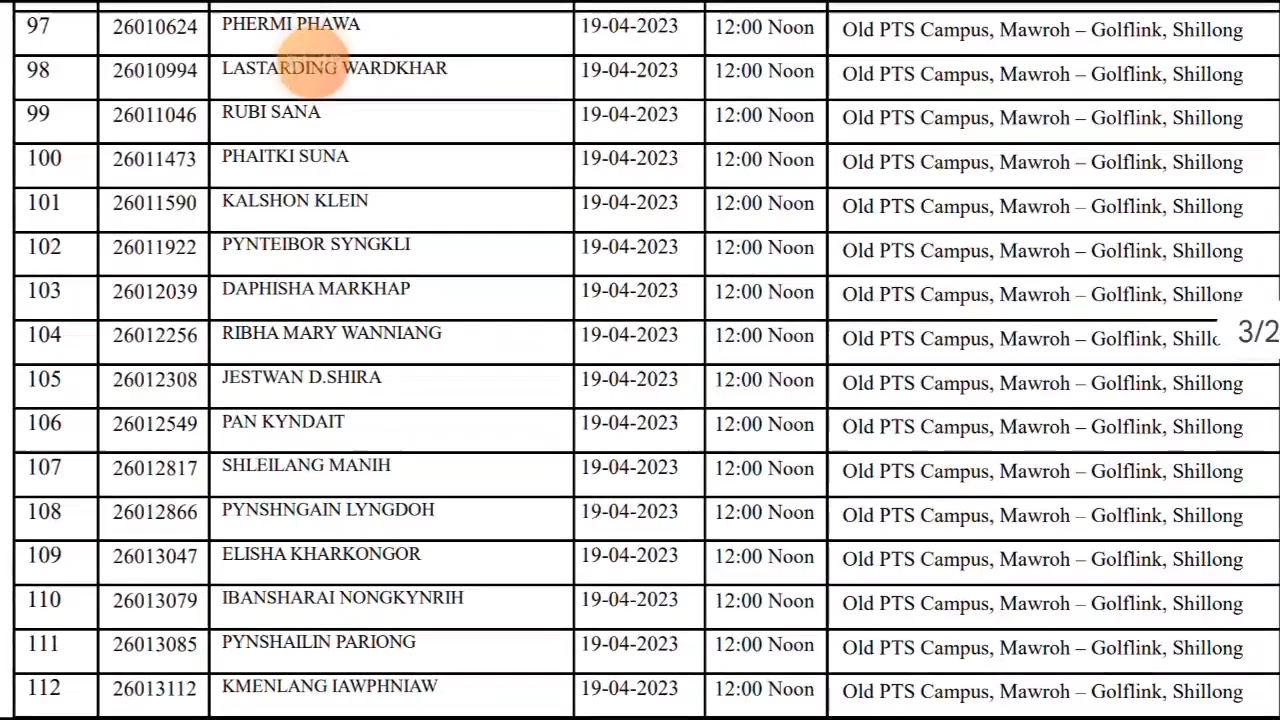 97 26010624 PHERMI PHAWA 19-04-2023 12:00 Noon Old PTS Campus, Mawroh – Golflink, Shillong
98 26010994 LASTARDING WARDKHAR 19-04-2023 12:00 Noon Old PTS Campus, Mawroh – Golflink, Shillong
99 26011046 RUBI SANA 19-04-2023 12:00 Noon Old PTS Campus, Mawroh – Golflink, Shillong
100 26011473 PHAITKI SUNA 19-04-2023 12:00 Noon Old PTS Campus, Mawroh – Golflink, Shillong
101 26011590 KALSHON KLEIN 19-04-2023 12:00 Noon Old PTS Campus, Mawroh – Golflink, Shillong
102 26011922 PYNTEIBOR SYNGKLI 19-04-2023 12:00 Noon Old PTS Campus, Mawroh – Golflink, Shillong
103 26012039 DAPHISHA MARKHAP 19-04-2023 12:00 Noon Old PTS Campus, Mawroh – Golflink, Shillong
104 26012256 RIBHA MARY WANNIANG 19-04-2023 12:00 Noon Old PTS Campus, Mawroh – Golflink, 3/2
105 26012308 JESTWAN D.SHIRA 19-04-2023 12:00 Noon Old PTS Campus, Mawroh – Golflink, Shillong
106 26012549 PAN KYNDAIT 19-04-2023 12:00 Noon Old PTS Campus, Mawroh – Golflink, Shillong
107 26012817 SHLEILANG MANIH 19-04-2023 12:00 Noon Old PTS Campus, Mawroh – Golflink, Shillong
108 26012866 PYNSHNGAIN LYNGDOH 19-04-2023 12:00 Noon Old PTS Campus, Mawroh – Golflink, Shillong
109 26013047 ELISHA KHARKONGOR 19-04-2023 12:00 Noon Old PTS Campus, Mawroh – Golflink, Shillong
110 26013079 IBANSHARAI NONGKYNRIH 19-04-2023 12:00 Noon Old PTS Campus, Mawroh – Golflink, Shillong
111 26013085 PYNSHAILIN PARIONG 19-04-2023 12:00 Noon Old PTS Campus, Mawroh – Golflink, Shillong
112 26013112 KMENLANG IAWPHNIAW 19-04-2023 12:00 Noon Old PTS Campus, Mawroh – Golflink, Shillong